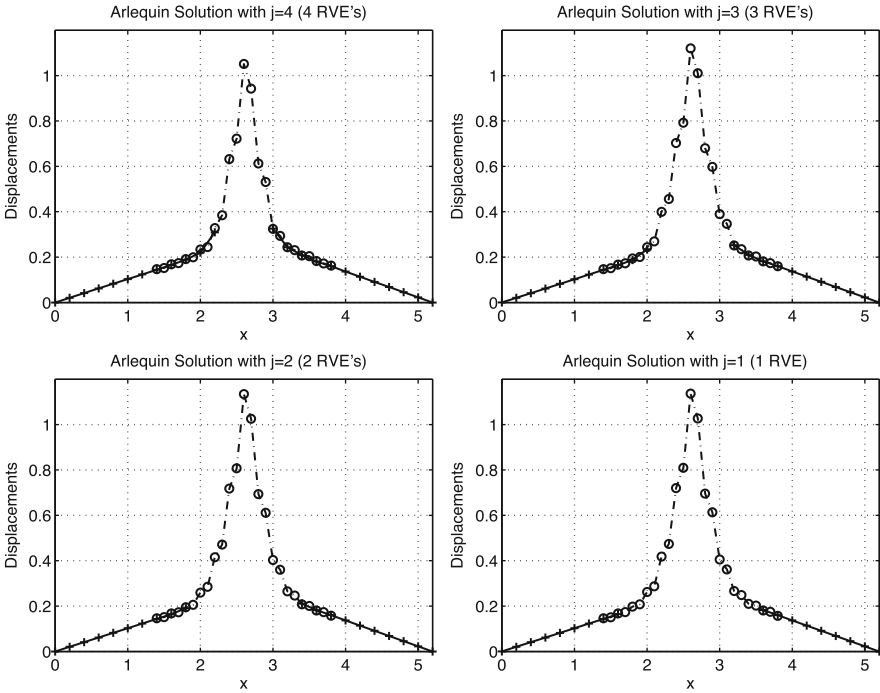 Arlequin Solution with j=4 (4 RVE's)
Displacements
1
0.8
0.6
0.4
0.2
0
0 1 2 3 4 5
x
Arlequin Solution with j=3 (3 RVE's)
Displacements
1
0.8
0.6
0.4
0.2
0
0 1 2 3 4 5
x
Arlequin Solution with j=2 (2 RVE's)
Displacements
1
0.8
0.6
0.4
0.2
0
0 1 2 3 4 5
x
Arlequin Solution with j=1 (1 RVE)
Displacements
1
0.8
0.6
0.4
0.2
0
0 1 2 3 4 5
x